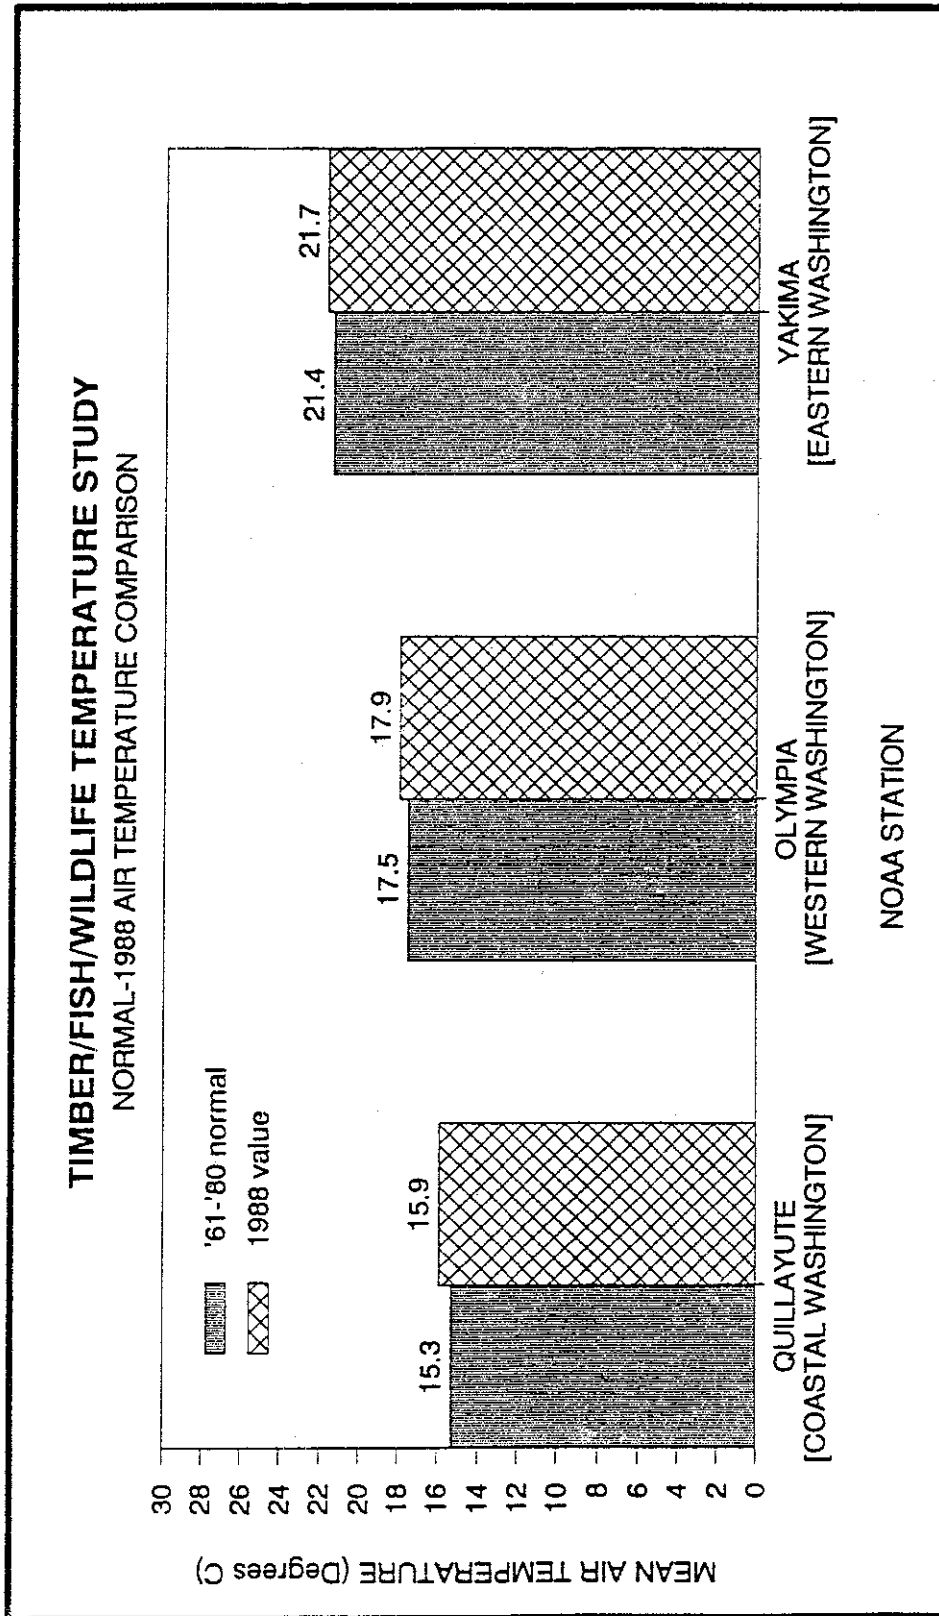 TIMBER/FISH/WILDLIFE TEMPERATURE STUDY
NORMAL-1988 AIR TEMPERATURE COMPARISON
MEAN AIR TEMPERATURE (Degrees C)
30
28
26
24
22
20
18
16
14
12
10
8
6
4
2
0
'61-'80 normal
1988 value
15.3
15.9
17.5
17.9
21.4
21.7
QUILLAYUTE
[COASTAL WASHINGTON]
OLYMPIA
[WESTERN WASHINGTON]
YAKIMA
[EASTERN WASHINGTON]
NOAA STATION